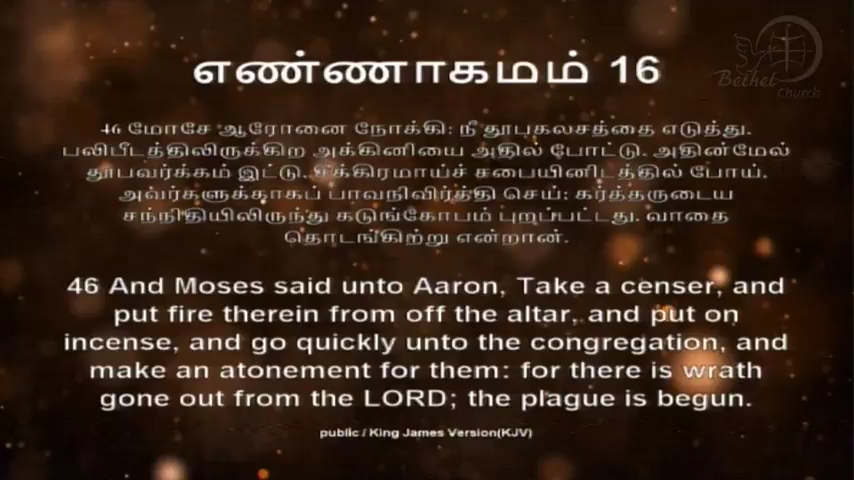 எண்ணாகமம் 16
Bethel
Church
46 மோசே ஆரோனை நோக்கி: நீ தூபகலசத்தை எடுத்து.
பலிபீடத்திலிருக்கிற அக்கினியை அதில் போட்டு. அதின்மேல்
தூபவர்க்கம் இட்டு. சீக்கிரமாய்ச் சபையினிடத்தில் போய்.
அவர்களுக்காகப் பாவநிவிர்த்தி செய்: கர்த்தருடைய
சந்நிதியிலிருந்து கடுங்கோபம் புறப்பட்டது. வாதை
தொடங்கிற்று என்றான்.
46 And Moses said unto Aaron, Take a censer, and
put fire therein from off the altar, and put on
incense, and go quickly unto the congregation, and
make an atonement for them: for there is wrath
gone out from the LORD; the plague is begun.
public / King James Version(KJV)